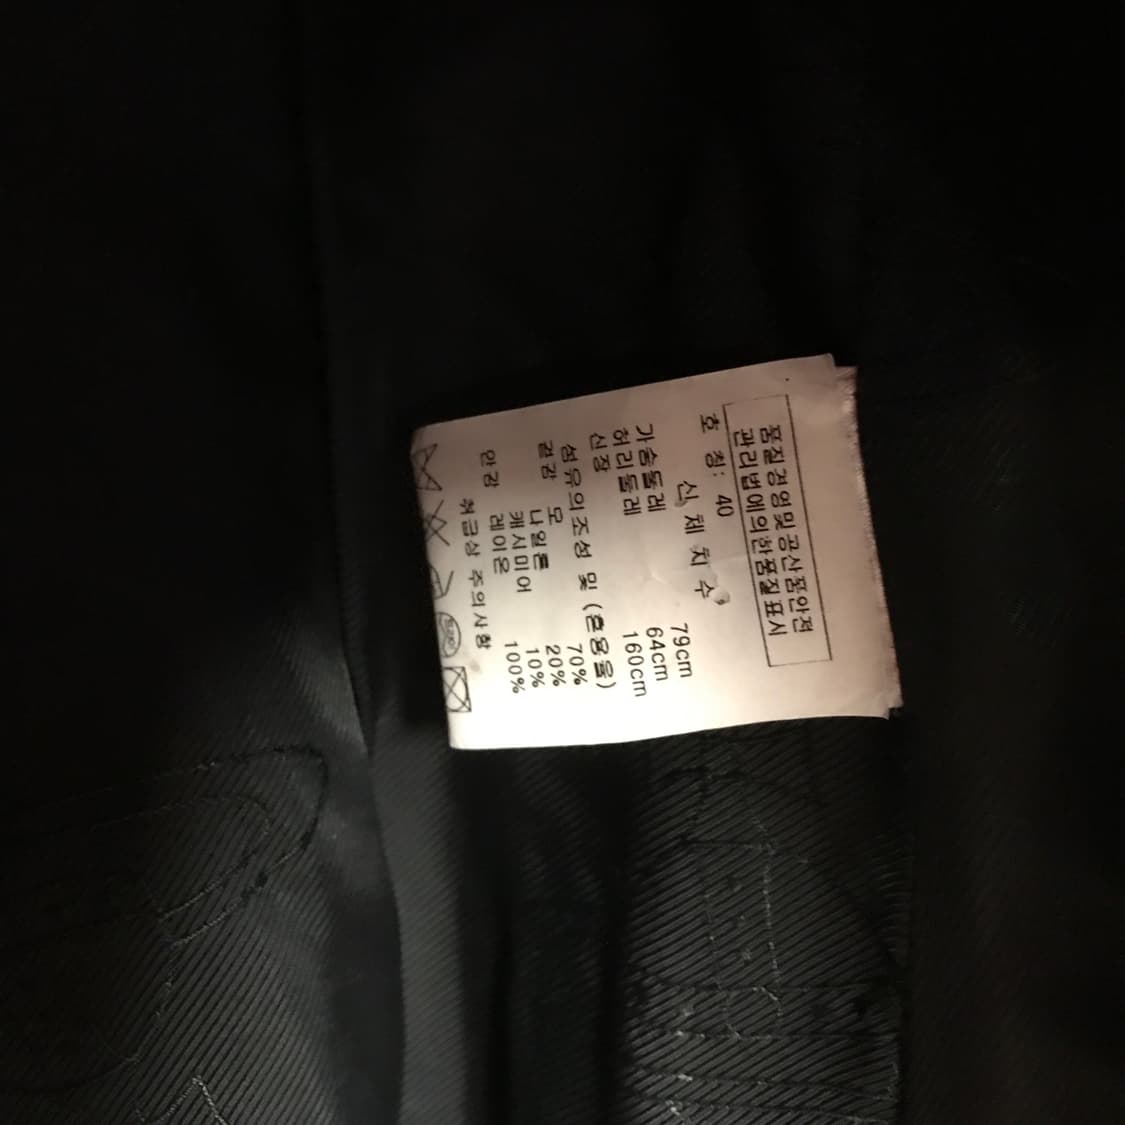 품질경영및공산품안전
관리법에의한품질표시
호 칭: 40
신 체 치 수
가슴둘레 79cm
허리둘레 64cm
신장 160cm
섬유의조성 및 (혼용율)
겉감 모 70%
나일론 20%
캐시미어 10%
안감 레이온 100%
취급상 주의사항